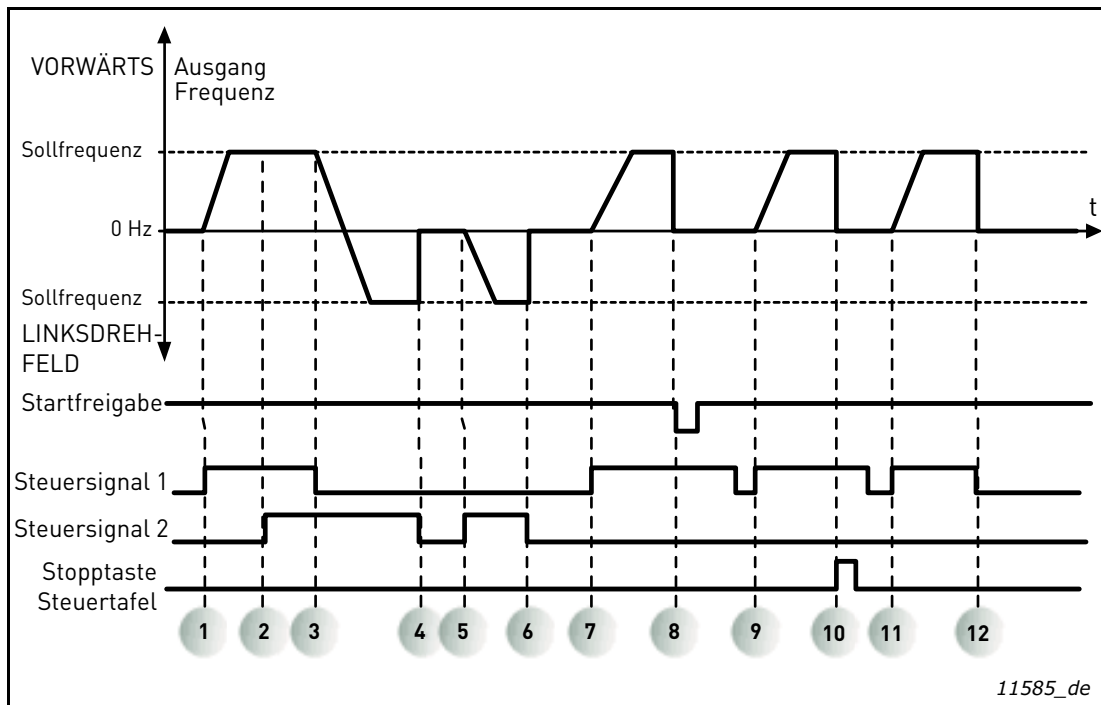 VORWÄRTS
Ausgang
Frequenz
Sollfrequenz
t
0 Hz
Sollfrequenz
LINKSDREH-
FELD
Startfreigabe
Steuersignal 1
Steuersignal 2
Stopptaste
Steuertafel
1 2 3 4 5 6 7 8 9 10 11 12
11585_de